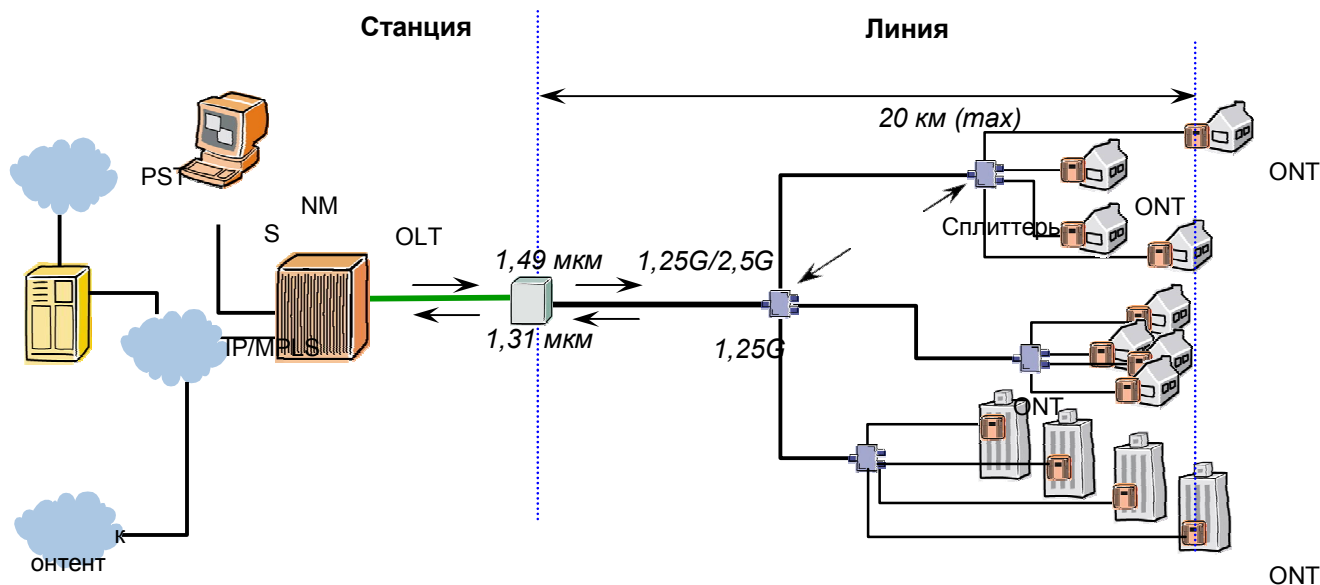 Станция
Линия
20 км (max)
PST
ONT
NM
S
OLT
ONT
Сплиттеры
1,49 мкм
1,25G/2,5G
IP/MPLS
1,31 мкм
1,25G
ONT
к
онтент
ONT